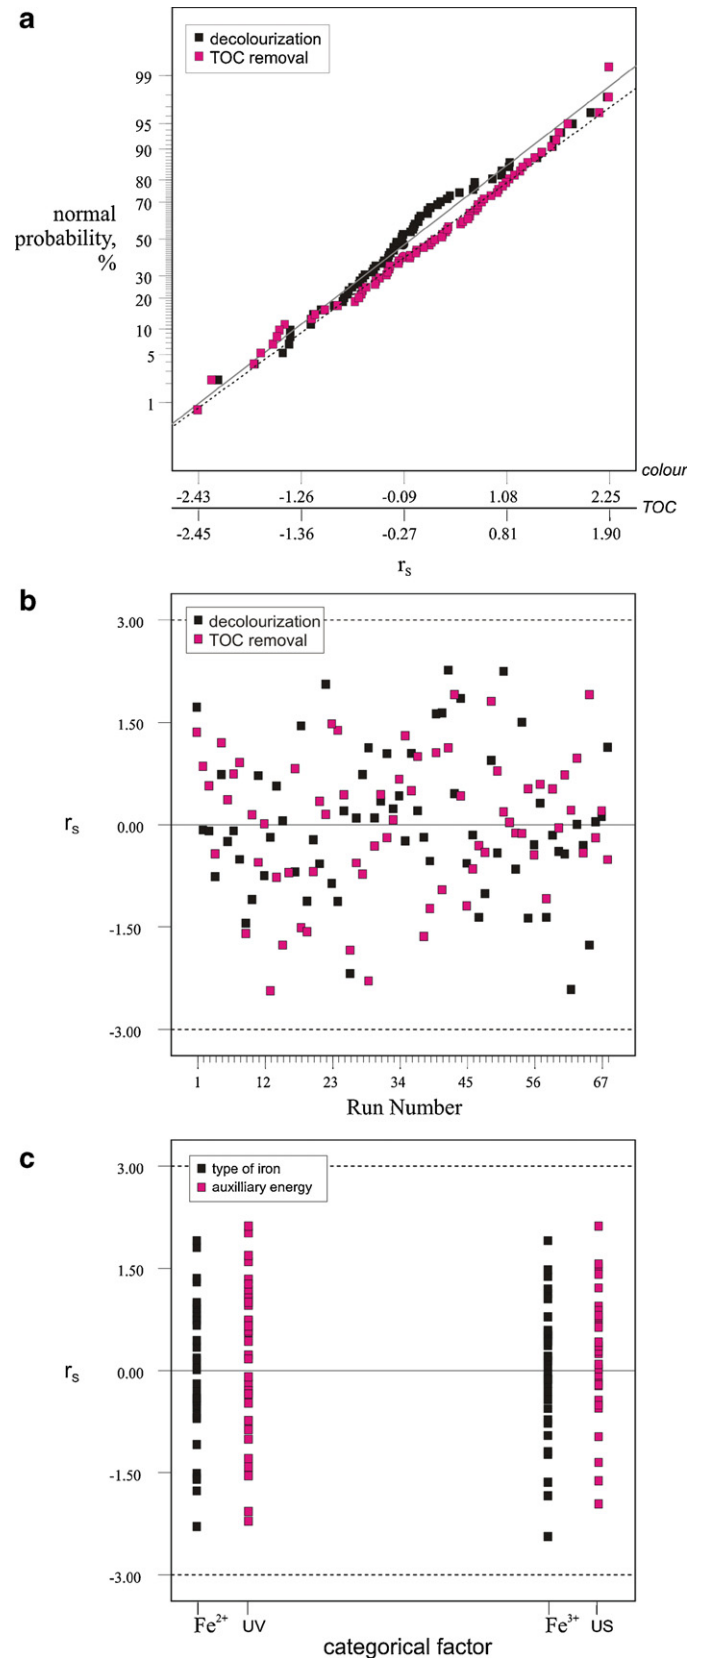 a
decolourization
TOC removal
99
95
90
80
70
normal
probability,
%
50
30
20
10
5
1
colour
-2.43 -1.26 -0.09 1.08 2.25
TOC
-2.45 -1.36 -0.27 0.81 1.90
rs
b
decolourization
TOC removal
3.00
1.50
rs
0.00
-1.50
-3.00
1 12 23 34 45 56 67
Run Number
c
type of iron
auxilliary energy
3.00
1.50
rs
0.00
-1.50
-3.00
Fe²⁺ UV Fe³⁺ US
categorical factor